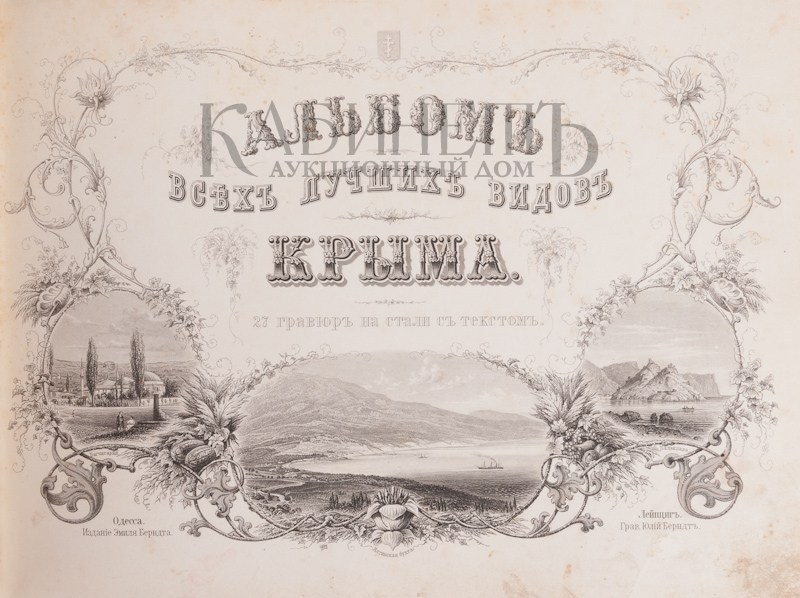 АЛЬБОМЪ
КАБИНЕТЪ
АУКЦИОННЫЙ ДОМ
ВСѢХЪ ЛУЧШИХЪ ВИДОВЪ
КРЫМА.
27 гравюръ на стали съ текстомъ.
Одесса.
Изданіе Эмиля Берндта.
Лейпцигъ.
Грав. Юлій Берндтъ.